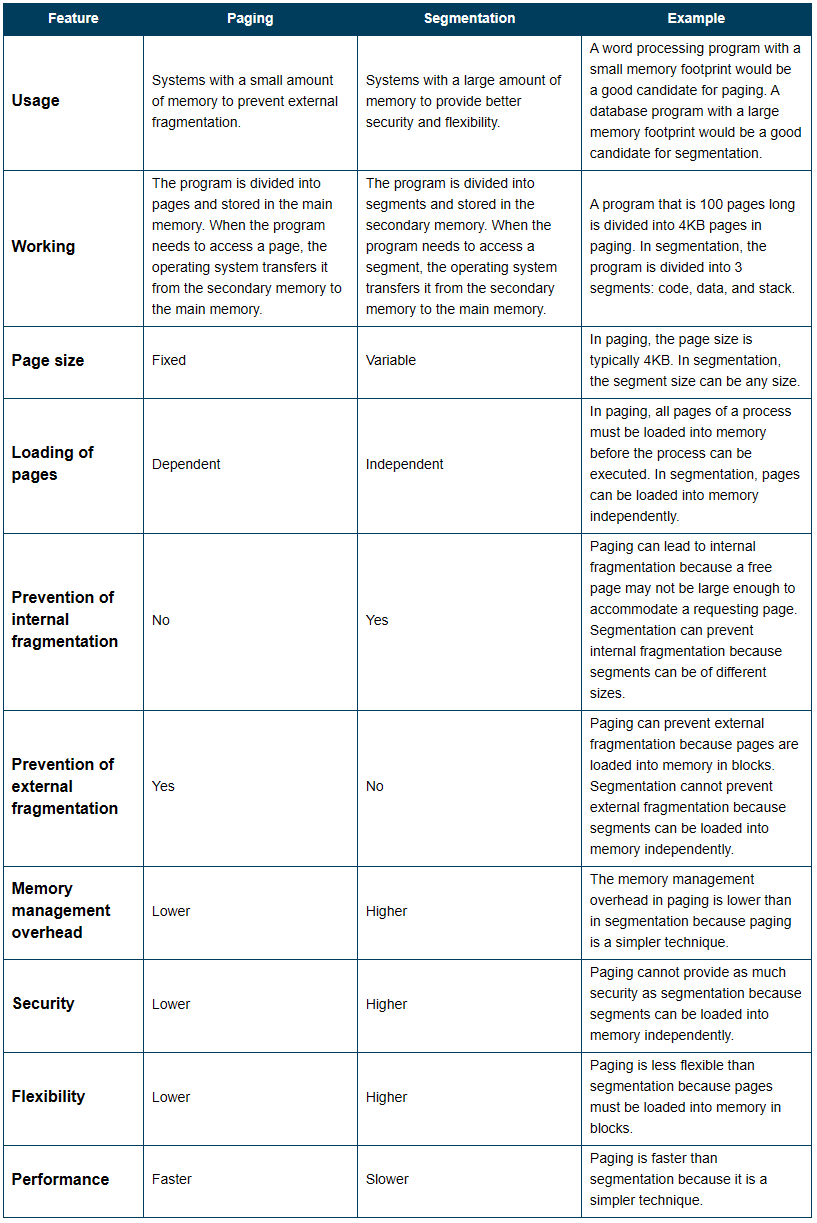 Feature
Paging
Segmentation
Example
Usage
Systems with a small amount
of memory to prevent external
fragmentation.
Systems with a large amount of
memory to provide better
security and flexibility.
A word processing program with a
small memory footprint would be
a good candidate for paging. A
database program with a large
memory footprint would be a good
candidate for segmentation.
Working
The program is divided into
pages and stored in the main
memory. When the program
needs to access a page, the
operating system transfers it
from the secondary memory to
the main memory.
The program is divided into
segments and stored in the
secondary memory. When the
program needs to access a
segment, the operating system
transfers it from the secondary
memory to the main memory.
A program that is 100 pages long
is divided into 4KB pages in
paging. In segmentation, the
program is divided into 3
segments: code, data, and stack.
Page size
Fixed
Variable
In paging, the page size is
typically 4KB. In segmentation,
the segment size can be any size.
Loading of
pages
Dependent
Independent
In paging, all pages of a process
must be loaded into memory
before the process can be
executed. In segmentation, pages
can be loaded into memory
independently.
Prevention of
internal
fragmentation
No
Yes
Paging can lead to internal
fragmentation because a free
page may not be large enough to
accommodate a requesting page.
Segmentation can prevent
internal fragmentation because
segments can be of different
sizes.
Prevention of
external
fragmentation
Yes
No
Paging can prevent external
fragmentation because pages are
loaded into memory in blocks.
Segmentation cannot prevent
external fragmentation because
segments can be loaded into
memory independently.
Memory
management
overhead
Lower
Higher
The memory management
overhead in paging is lower than
in segmentation because paging
is a simpler technique.
Security
Lower
Higher
Paging cannot provide as much
security as segmentation because
segments can be loaded into
memory independently.
Flexibility
Lower
Higher
Paging is less flexible than
segmentation because pages
must be loaded into memory in
blocks.
Performance
Faster
Slower
Paging is faster than
segmentation because it is a
simpler technique.